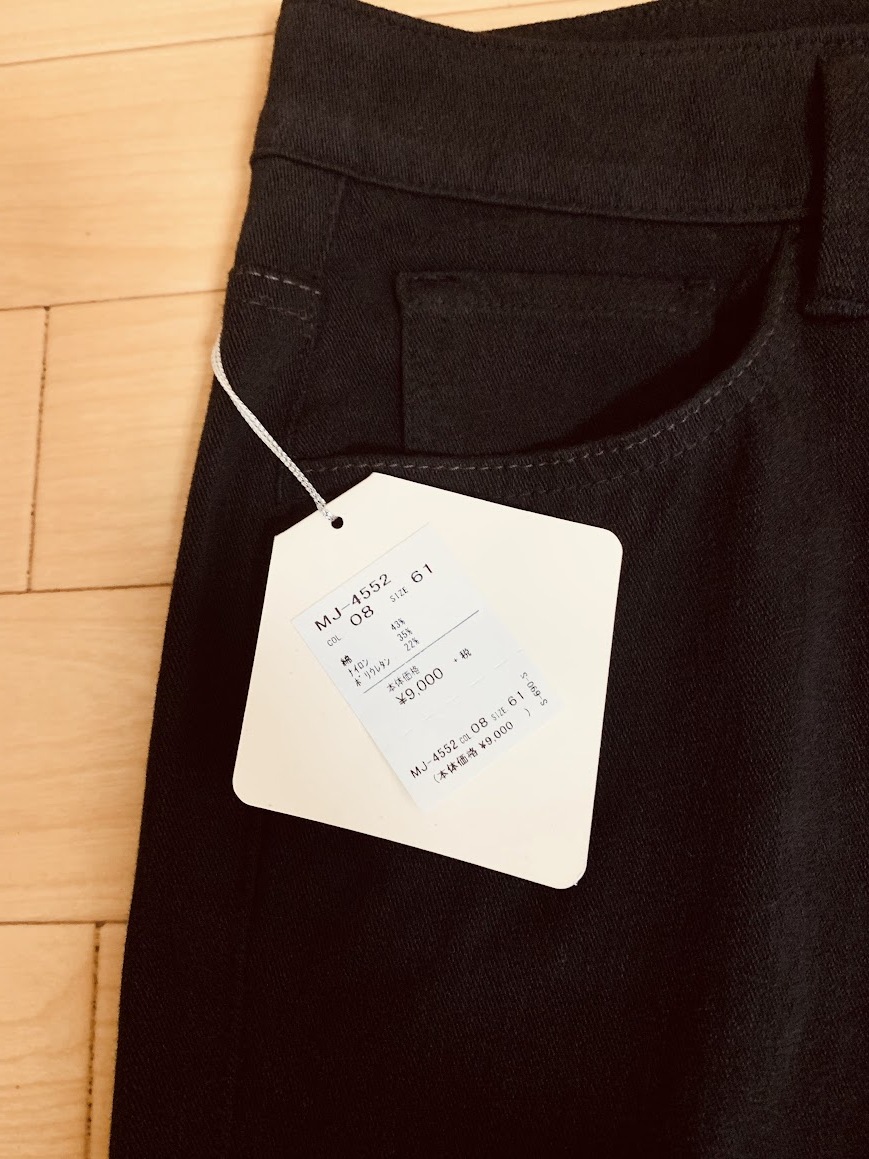 MJ-4552
COL 08 SIZE 61
綿 43%
ナイロン 35%
ポリウレタン 22%
本体価格
¥9,000 +税
MJ-4552 COL 08 SIZE 61
(本体価格 ¥9,000 )